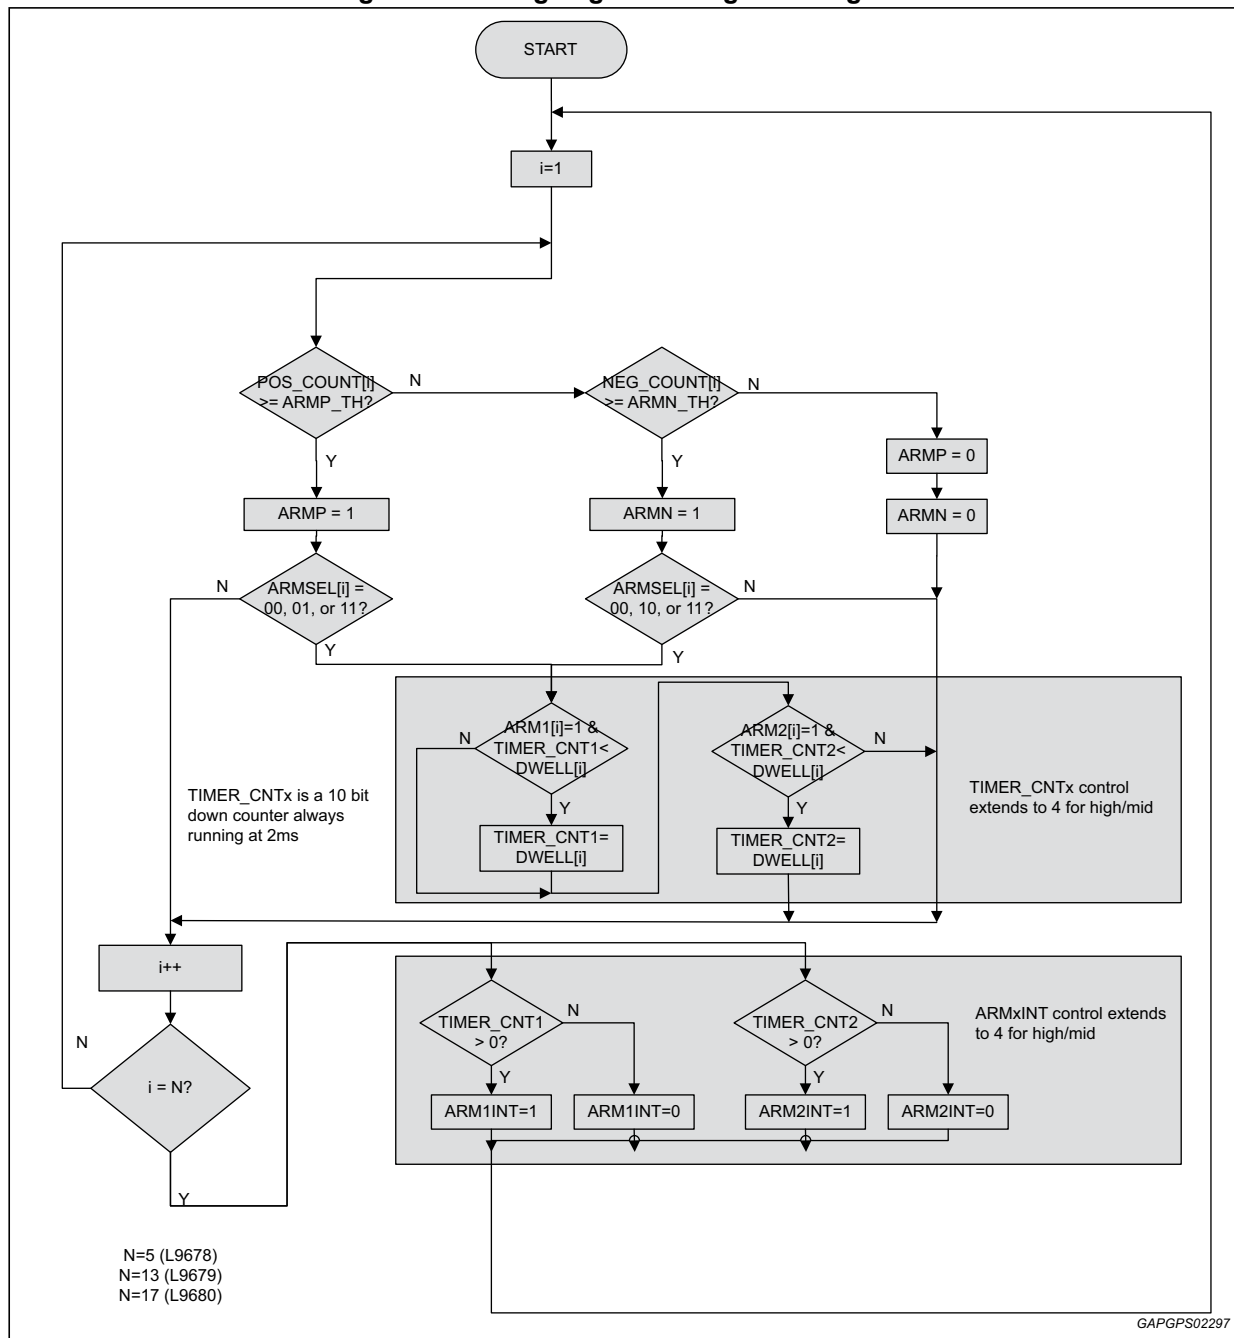 START
i=1
POS_COUNT[i]
>= ARMP_TH?
N
NEG_COUNT[i]
>= ARMN_TH?
N
ARMP = 0
Y
Y
ARMP = 1
ARMN = 1
ARMN = 0
N
ARMSEL[i] =
00, 01, or 11?
ARMSEL[i] =
00, 10, or 11?
N
Y
Y
ARM1[i]=1 &
TIMER_CNT1<
DWELL[i]
N
ARM2[i]=1 &
TIMER_CNT2<
DWELL[i]
N
TIMER_CNTx is a 10 bit
down counter always
running at 2ms
TIMER_CNTx control
extends to 4 for high/mid
Y
Y
TIMER_CNT1=
DWELL[i]
TIMER_CNT2=
DWELL[i]
i++
TIMER_CNT1
> 0?
N
TIMER_CNT2
> 0?
N
ARMxINT control extends
to 4 for high/mid
N
i = N?
Y
Y
ARM1INT=1
ARM1INT=0
ARM2INT=1
ARM2INT=0
Y
N=5 (L9678)
N=13 (L9679)
N=17 (L9680)
GAPGPS02297